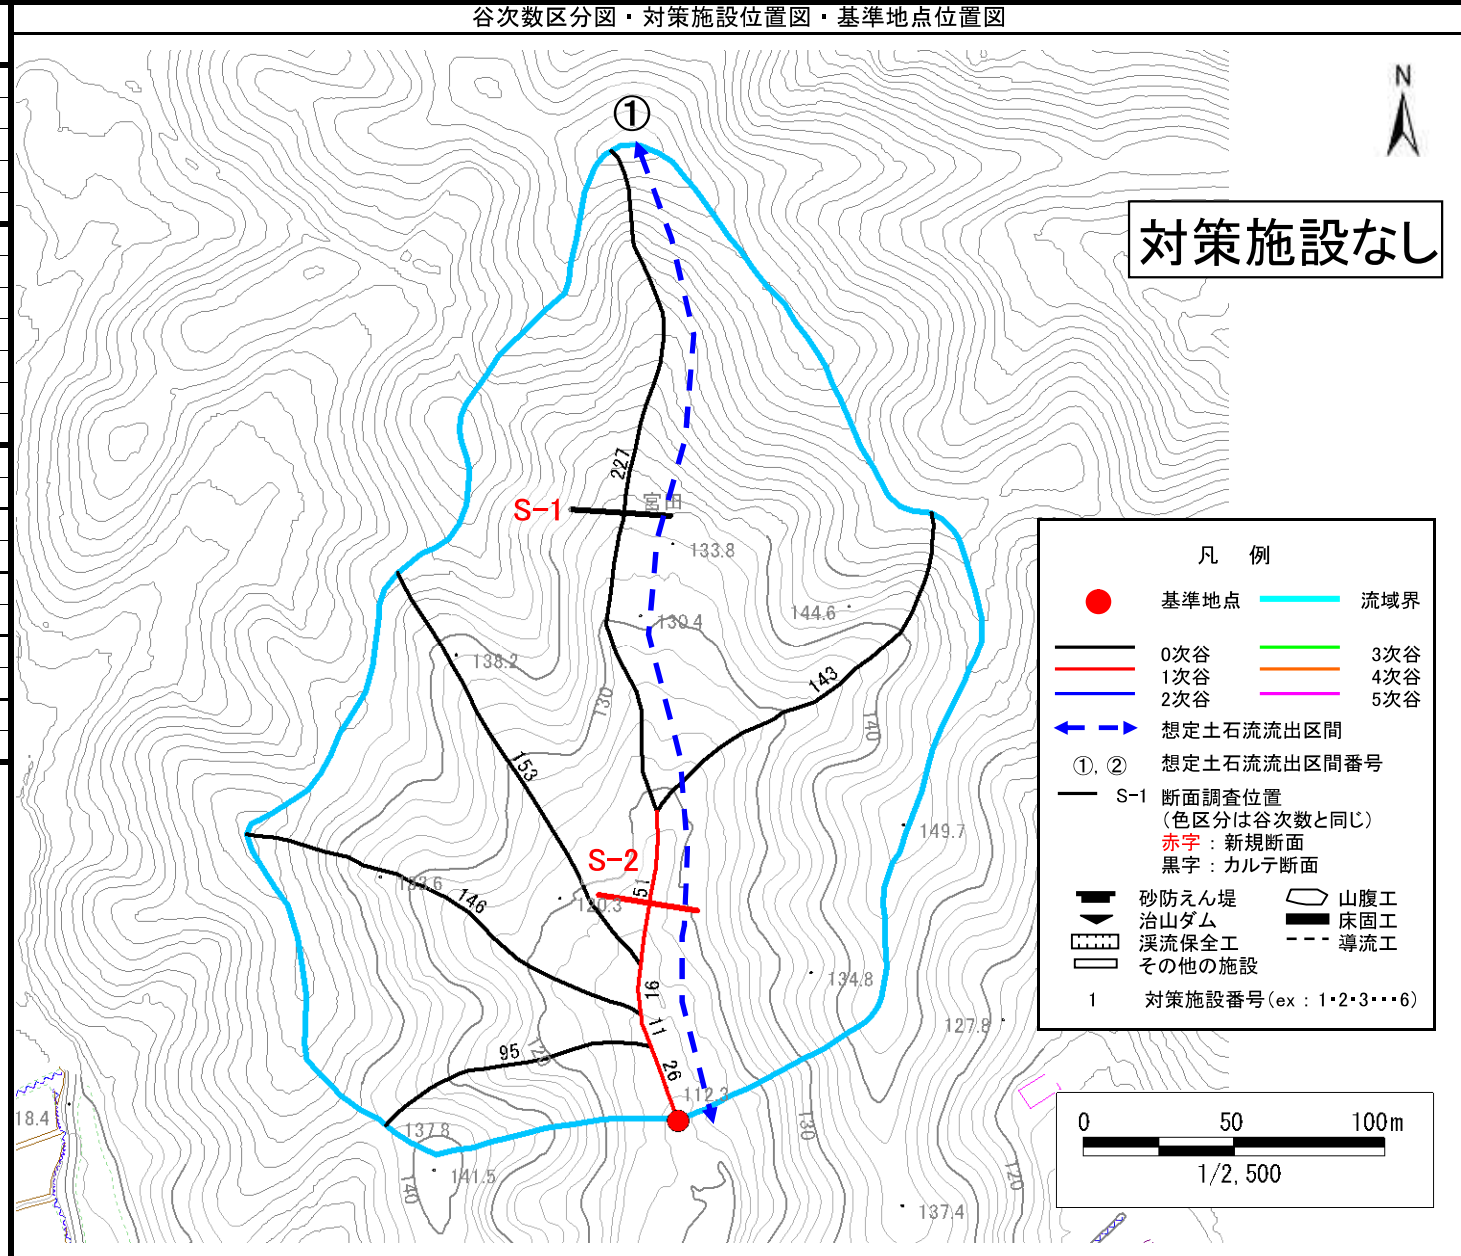 谷次数区分図・対策施設位置図・基準地点位置図
N
①
対策施設なし
227
S-1
宮田
133.8
130.4
144.6
138.2
130
143
140
153
149.7
S-2
51
133.6
146
120.3
16
134.8
11
127.8
95
120
26
112.3
18.4
137.8
130
141.5
140
120
137.4
凡 例
基準地点 流域界
0次谷 3次谷
1次谷 4次谷
2次谷 5次谷
想定土石流流出区間
①, ② 想定土石流流出区間番号
S-1 断面調査位置
(色区分は谷次数と同じ)
赤字 : 新規断面
黒字 : カルテ断面
砂防えん堤 山腹工
治山ダム 床固工
渓流保全工 導流工
その他の施設
1 対策施設番号(ex : 1・2・3・・・6)
0 50 100m
1/2,500